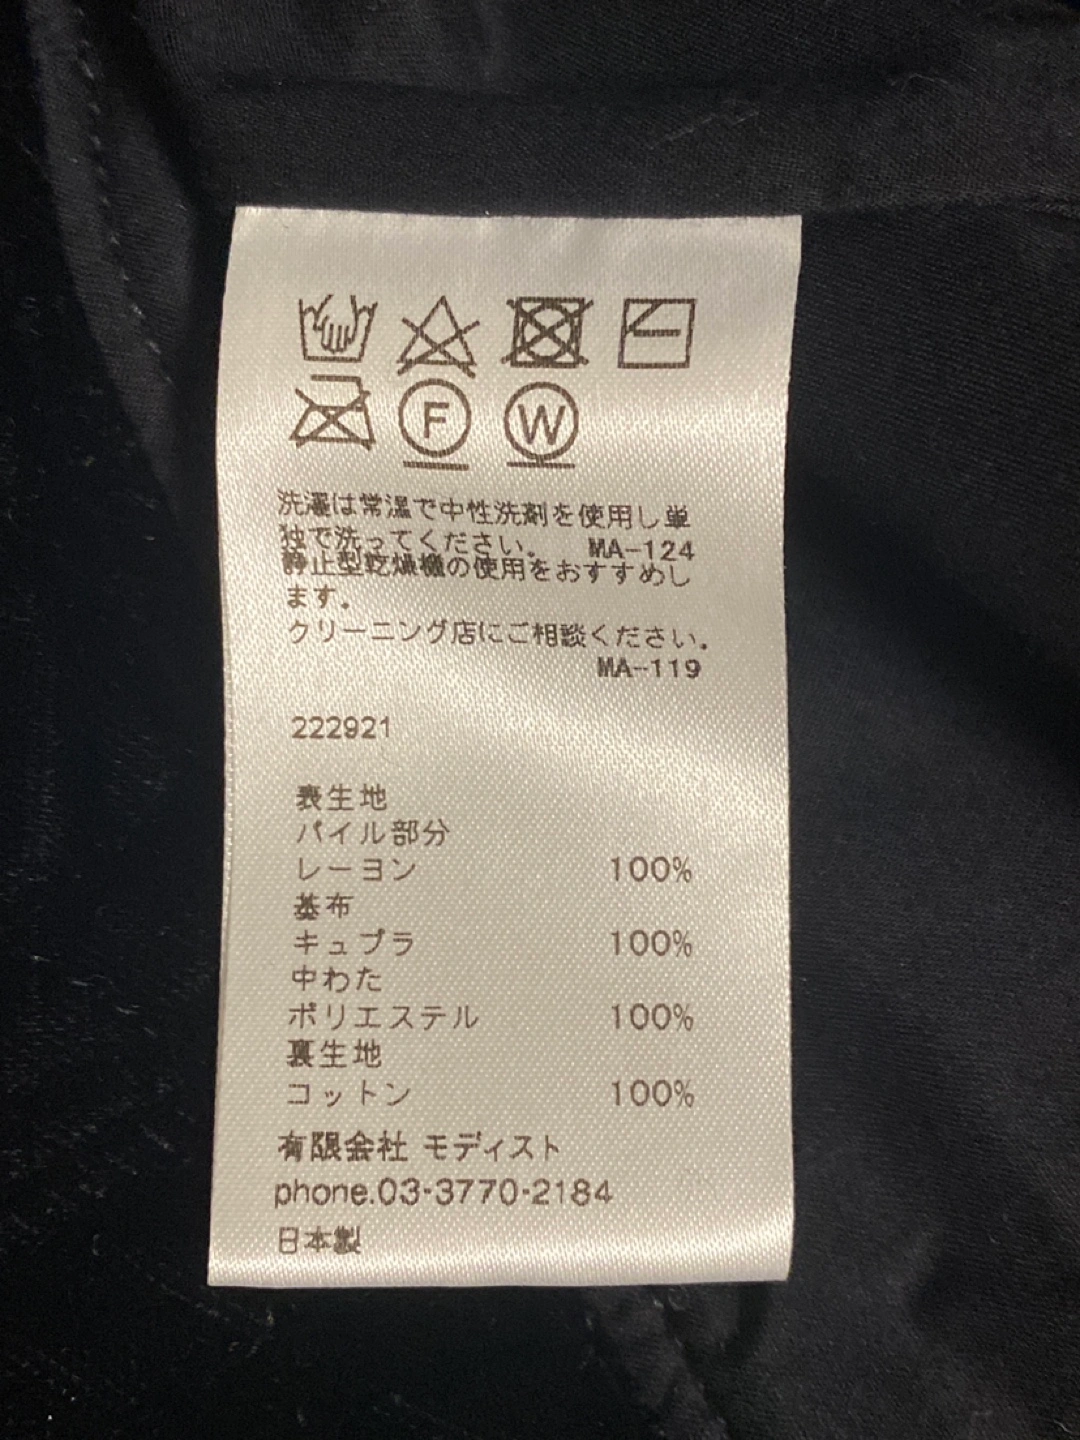 F W
洗濯は常温で中性洗剤を使用し単
独で洗ってください。 MA-124
静止型乾燥機の使用をおすすめし
ます。
クリーニング店にご相談ください。
MA-119
222921
表生地
パイル部分
レーヨン 100%
基布
キュプラ 100%
中わた
ポリエステル 100%
裏生地
コットン 100%
有限会社 モディスト
phone.03-3770-2184
日本製